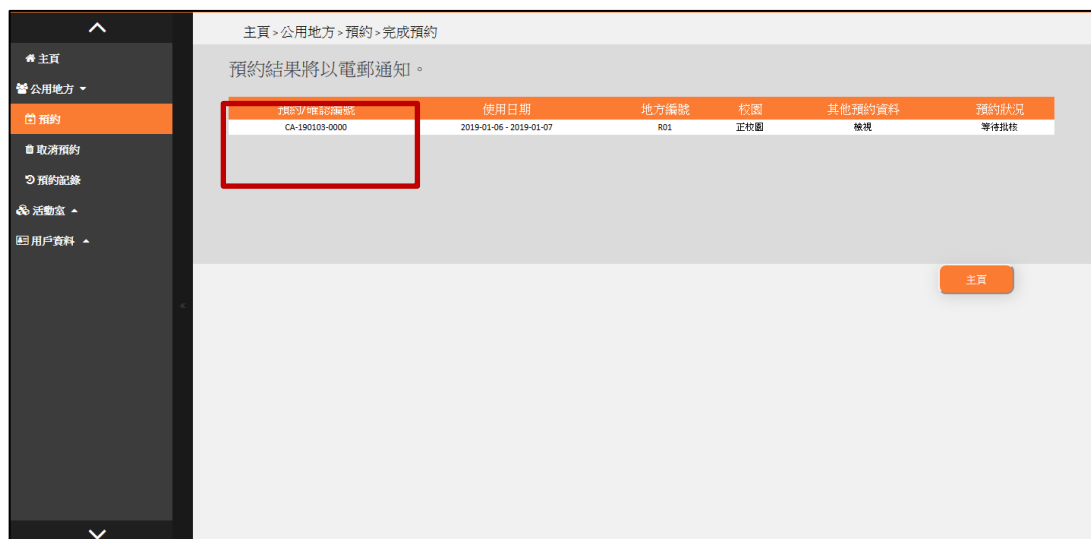 主頁 > 公用地方 > 預約 > 完成預約
主頁
公用地方
預約
取消預約
預約記錄
活動室
用戶資料
預約結果將以電郵通知。
預約/確認編號 使用日期 地方編號 校園 其他預約資料 預約狀況
CA-190103-0000 2019-01-06 - 2019-01-07 R01 正校園 檢視 等待批核
主頁